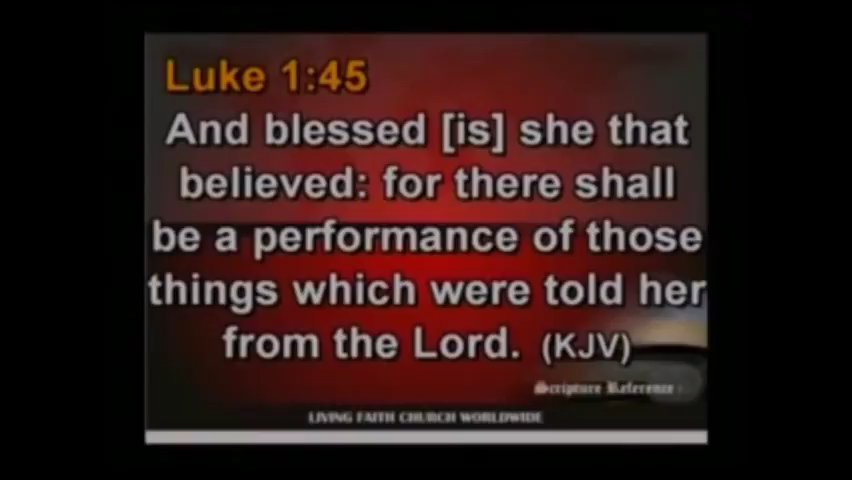 Luke 1:45
And blessed [is] she that
believed: for there shall
be a performance of those
things which were told her
from the Lord. (KJV)
Scripture Reference
LIVING FAITH CHURCH WORLDWIDE